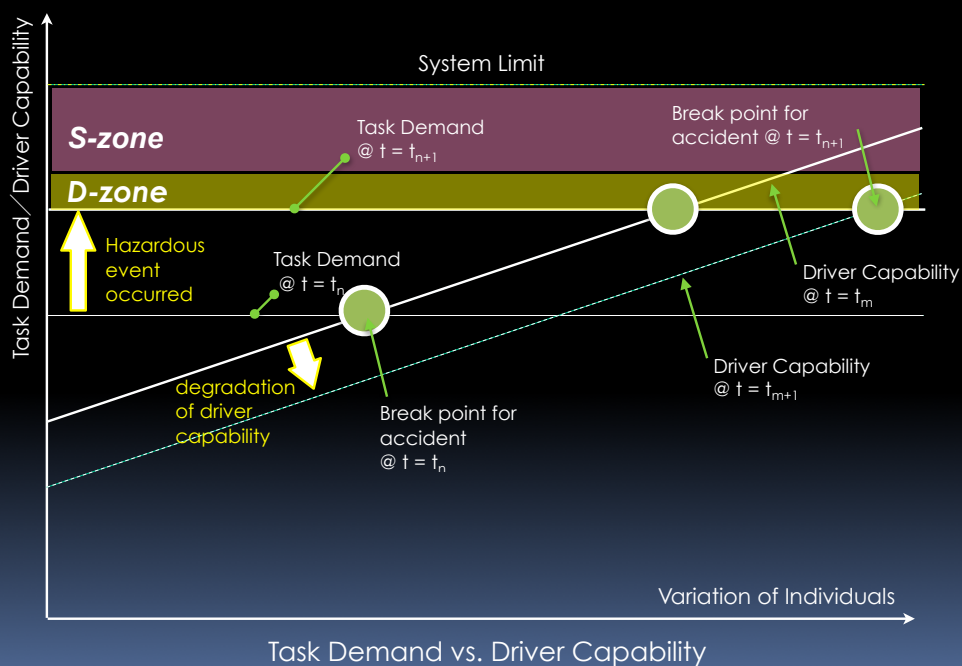 Task Demand／Driver Capability
System Limit
S-zone
Task Demand
@ t = tn+1
Break point for
accident @ t = tn+1
D-zone
Hazardous
event
occurred
Task Demand
@ t = tn
Driver Capability
@ t = tm
Driver Capability
@ t = tm+1
degradation
of driver
capability
Break point for
accident
@ t = tn
Variation of Individuals
Task Demand vs. Driver Capability